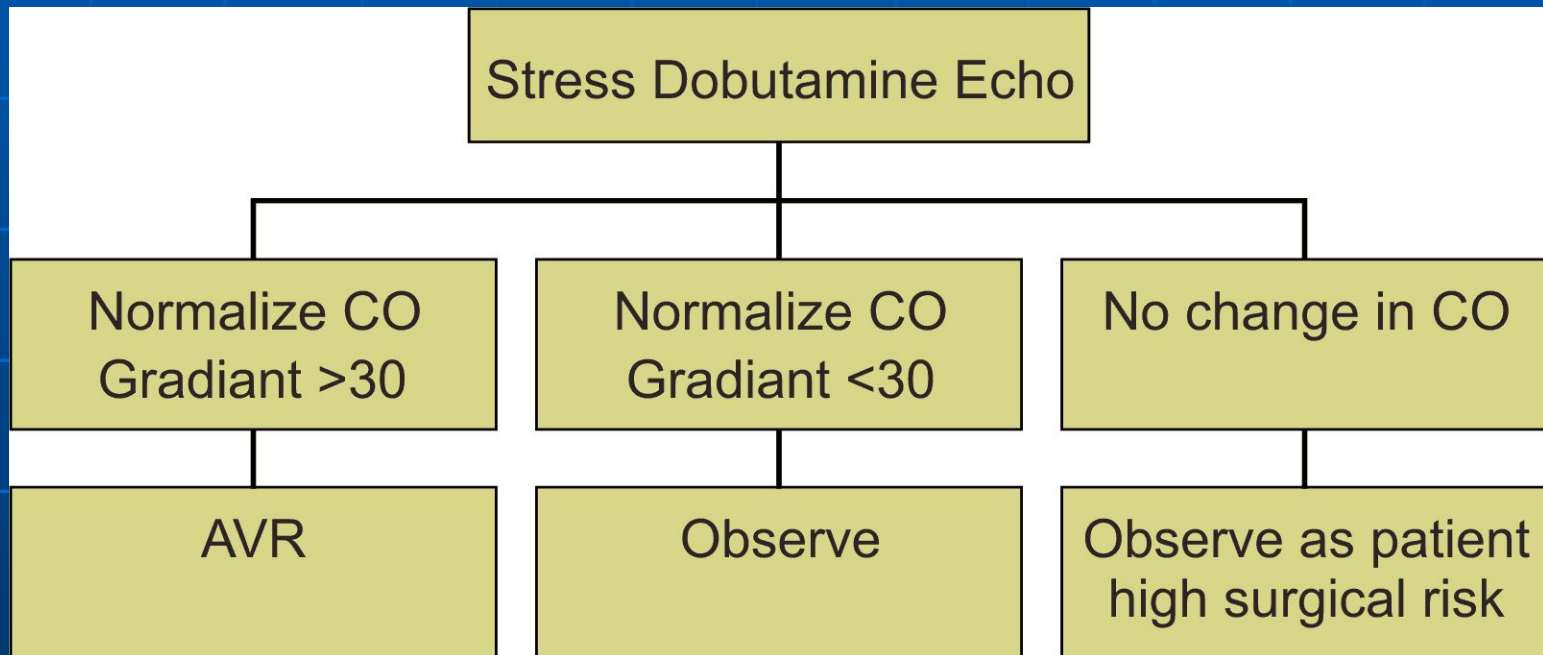 Stress Dobutamine Echo
Normalize CO
Gradiant >30
Normalize CO
Gradiant <30
No change in CO
AVR
Observe
Observe as patient
high surgical risk